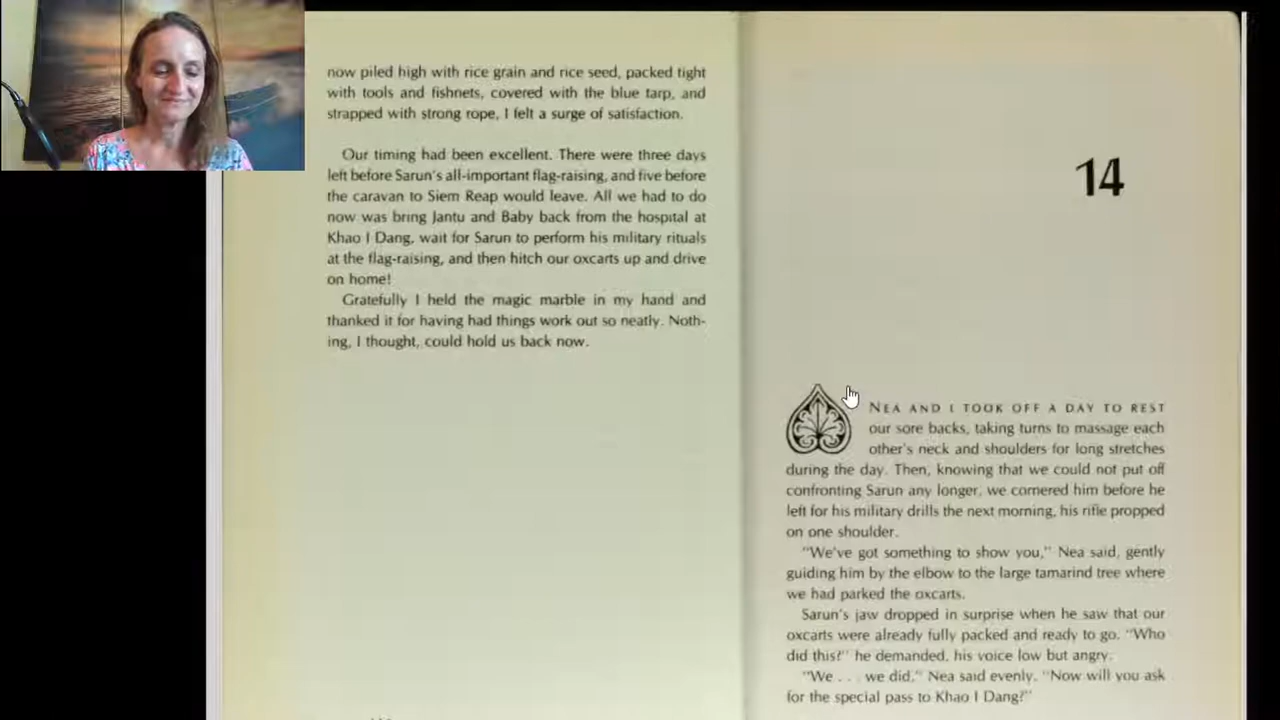 now piled high with rice grain and rice seed, packed tight
with tools and fishnets, covered with the blue tarp, and
strapped with strong rope, I felt a surge of satisfaction.
Our timing had been excellent. There were three days
left before Sarun's all-important flag-raising, and five before
the caravan to Siem Reap would leave. All we had to do
now was bring Jantu and Baby back from the hospital at
Khao I Dang, wait for Sarun to perform his military rituals
at the flag-raising, and then hitch our oxcarts up and drive
on home!
Gratefully I held the magic marble in my hand and
thanked it for having had things work out so neatly. Noth-
ing, I thought, could hold us back now.
14
NEA AND I TOOK OFF A DAY TO REST
our sore backs, taking turns to massage each
other's neck and shoulders for long stretches
during the day. Then, knowing that we could not put off
confronting Sarun any longer, we cornered him before he
left for his military drills the next morning, his rifle propped
on one shoulder.
"We've got something to show you," Nea said, gently
guiding him by the elbow to the large tamarind tree where
we had parked the oxcarts.
Sarun's jaw dropped in surprise when he saw that our
oxcarts were already fully packed and ready to go. "Who
did this?" he demanded, his voice low but angry.
"We . . . we did," Nea said evenly. "Now will you ask
for the special pass to Khao I Dang?"